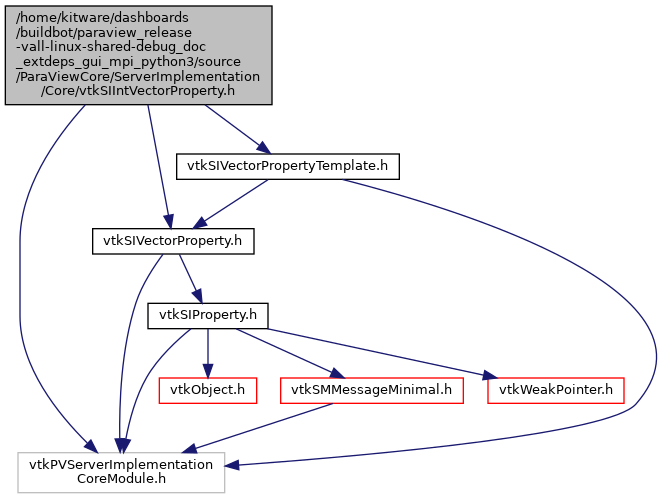 /home/kitware/dashboards
/buildbot/paraview_release
-vall-linux-shared-debug_doc
_extdeps_gui_mpi_python3/source
/ParaViewCore/ServerImplementation
/Core/vtkSIIntVectorProperty.h
vtkSIVectorPropertyTemplate.h
vtkSIVectorProperty.h
vtkSIProperty.h
vtkObject.h
vtkSMMessageMinimal.h
vtkWeakPointer.h
vtkPVServerImplementation
CoreModule.h